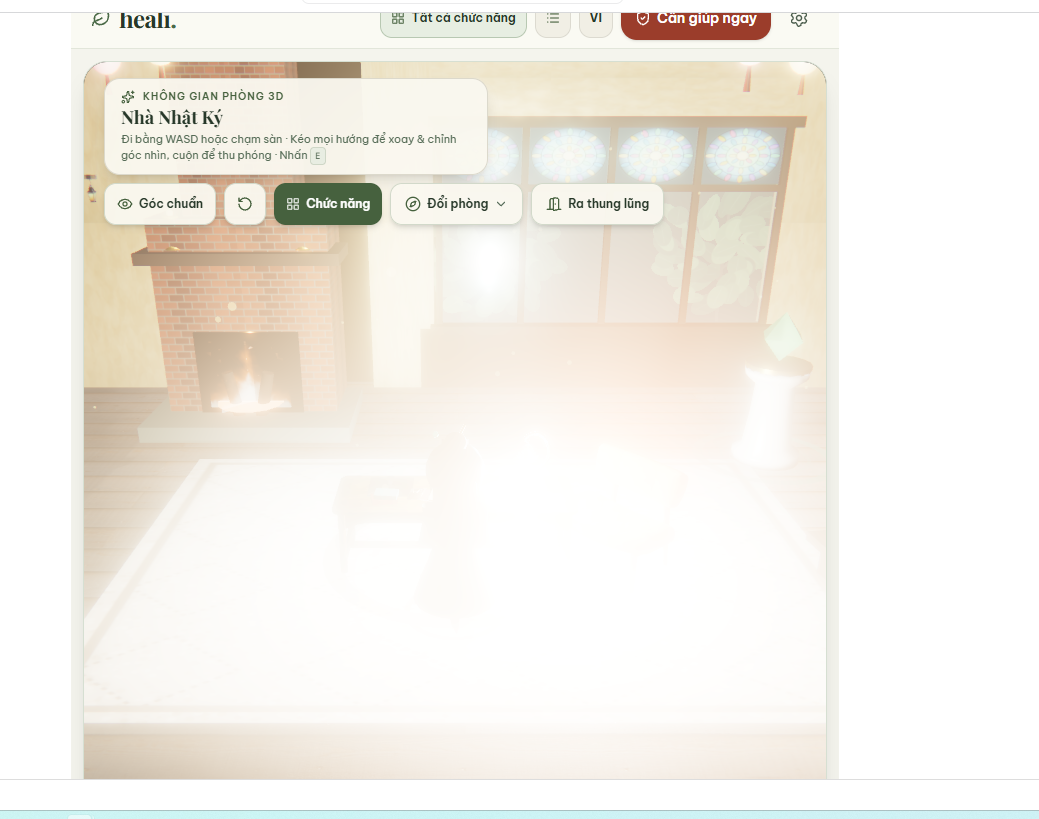 heali.
Tất cả chức năng
VI
Cần giúp ngay
KHÔNG GIAN PHÒNG 3D
Nhà Nhật Ký
Đi bằng WASD hoặc chạm sàn · Kéo mọi hướng để xoay & chỉnh
góc nhìn, cuộn để thu phóng · Nhấn E
Góc chuẩn
Chức năng
Đổi phòng
Ra thung lũng